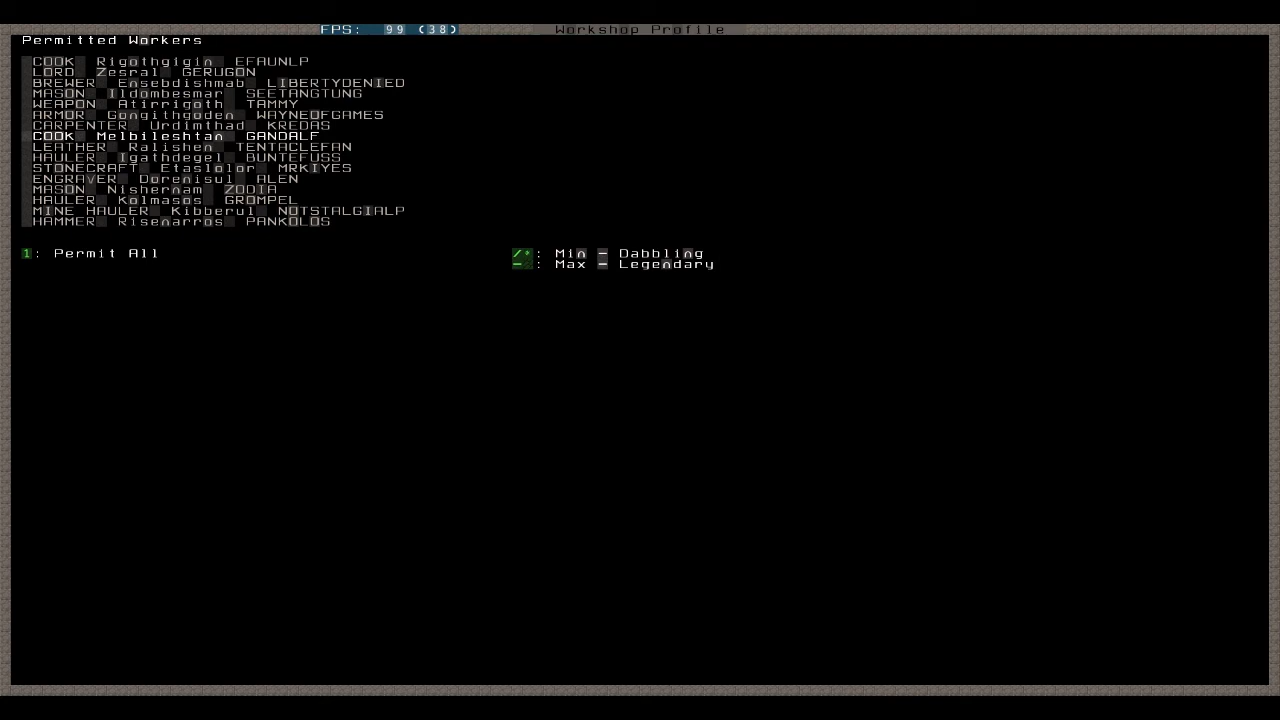 FPS: 99 (38) Workshop Profile
Permitted Workers
COOK Rigothgigin EFAUNLP
LORD Zesral GERUGON
BREWER Ensebdishmab LIBERTYDENIED
MASON Ildombesmar SEETANGTUNG
WEAPON Atirrigoth TAMMY
ARMOR Gongithgoden WAYNEOFGAMES
CARPENTER Urdimthad KREDAS
COOK Melbileshtan GANDALF
LEATHER Ralishen TENTACLEFAN
HAULER Igathdegel BUNTEFUSS
STONECRAFT Etaslolor MRKIYES
ENGRAVER Dorenisul ALEN
MASON Nishernam ZODIA
HAULER Kolmasos GROMPEL
MINE HAULER Kibberul NOTSTALGIALP
HAMMER Risenarros PANKOLOS
1: Permit All /*: Min - Dabbling
-: Max - Legendary